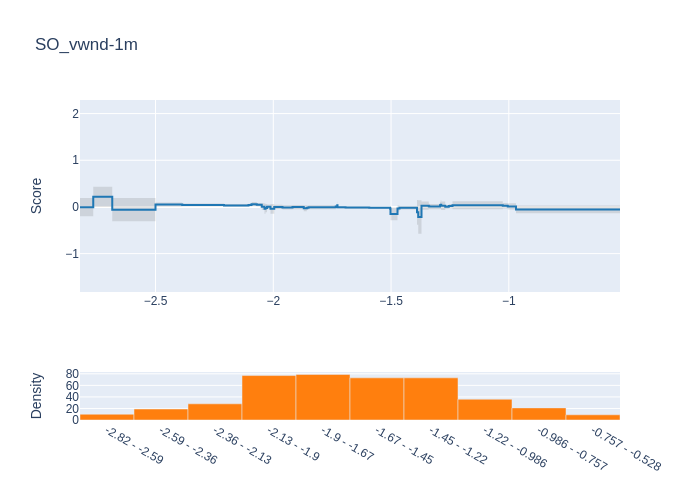 SO_vwnd-1m
Score
2
1
0
−1
−2.5
−2
−1.5
−1
Density
80
60
40
20
0
-2.82 - -2.59
-2.59 - -2.36
-2.36 - -2.13
-2.13 - -1.9
-1.9 - -1.67
-1.67 - -1.45
-1.45 - -1.22
-1.22 - -0.986
-0.986 - -0.757
-0.757 - -0.528